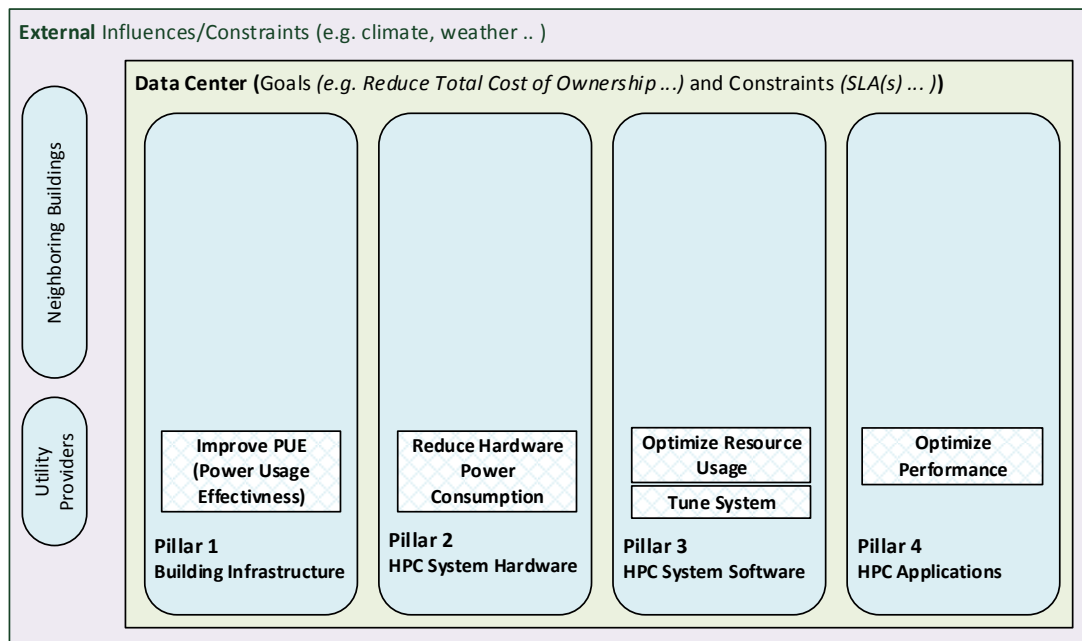 External Influences/Constraints (e.g. climate, weather .. )
Data Center (Goals (e.g. Reduce Total Cost of Ownership ...) and Constraints (SLA(s) ... ))
Neighboring Buildings
Utility
Providers
Improve PUE
(Power Usage
Effectivness)
Pillar 1
Building Infrastructure
Reduce Hardware
Power
Consumption
Pillar 2
HPC System Hardware
Optimize Resource
Usage
Tune System
Pillar 3
HPC System Software
Optimize
Performance
Pillar 4
HPC Applications